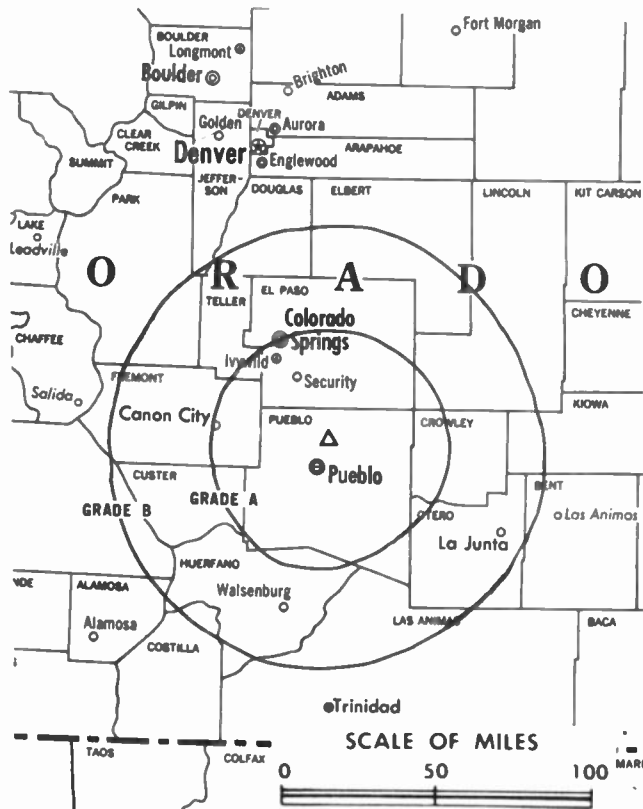 Fort Morgan
BOULDER
Longmont
Boulder
Brighton
ADAMS
GILPIN
DENVER
Golden
Aurora
CLEAR
CREEK
Denver
ARAPAHOE
Englewood
SUMMIT
JEFFER-
SON
DOUGLAS
ELBERT
LINCOLN
KIT CARSON
PARK
LAKE
Leadville
O R A D O
TELLER
EL PASO
CHEYENNE
Colorado
Springs
CHAFFEE
Ivywild
Security
FREMONT
Salida
KIOWA
Canon City
PUEBLO
CROWLEY
Pueblo
CUSTER
GRADE A
BENT
GRADE B
OTERO
Las Animas
La Junta
HUERFANO
NDE
ALAMOSA
Walsenburg
Alamosa
LAS ANIMAS
BACA
COSTILLA
Trinidad
SCALE OF MILES
TAOS
COLFAX
MARI
0 50 100